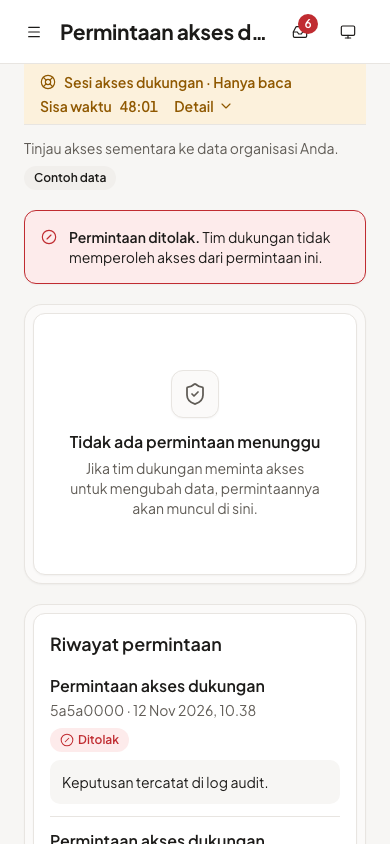 Permintaan akses d...
6
Sesi akses dukungan · Hanya baca
Sisa waktu 48:01 Detail
Tinjau akses sementara ke data organisasi Anda.
Contoh data
Permintaan ditolak. Tim dukungan tidak
memperoleh akses dari permintaan ini.
Tidak ada permintaan menunggu
Jika tim dukungan meminta akses
untuk mengubah data, permintaannya
akan muncul di sini.
Riwayat permintaan
Permintaan akses dukungan
5a5a0000 · 12 Nov 2026, 10.38
Ditolak
Keputusan tercatat di log audit.
Permintaan akses dukungan